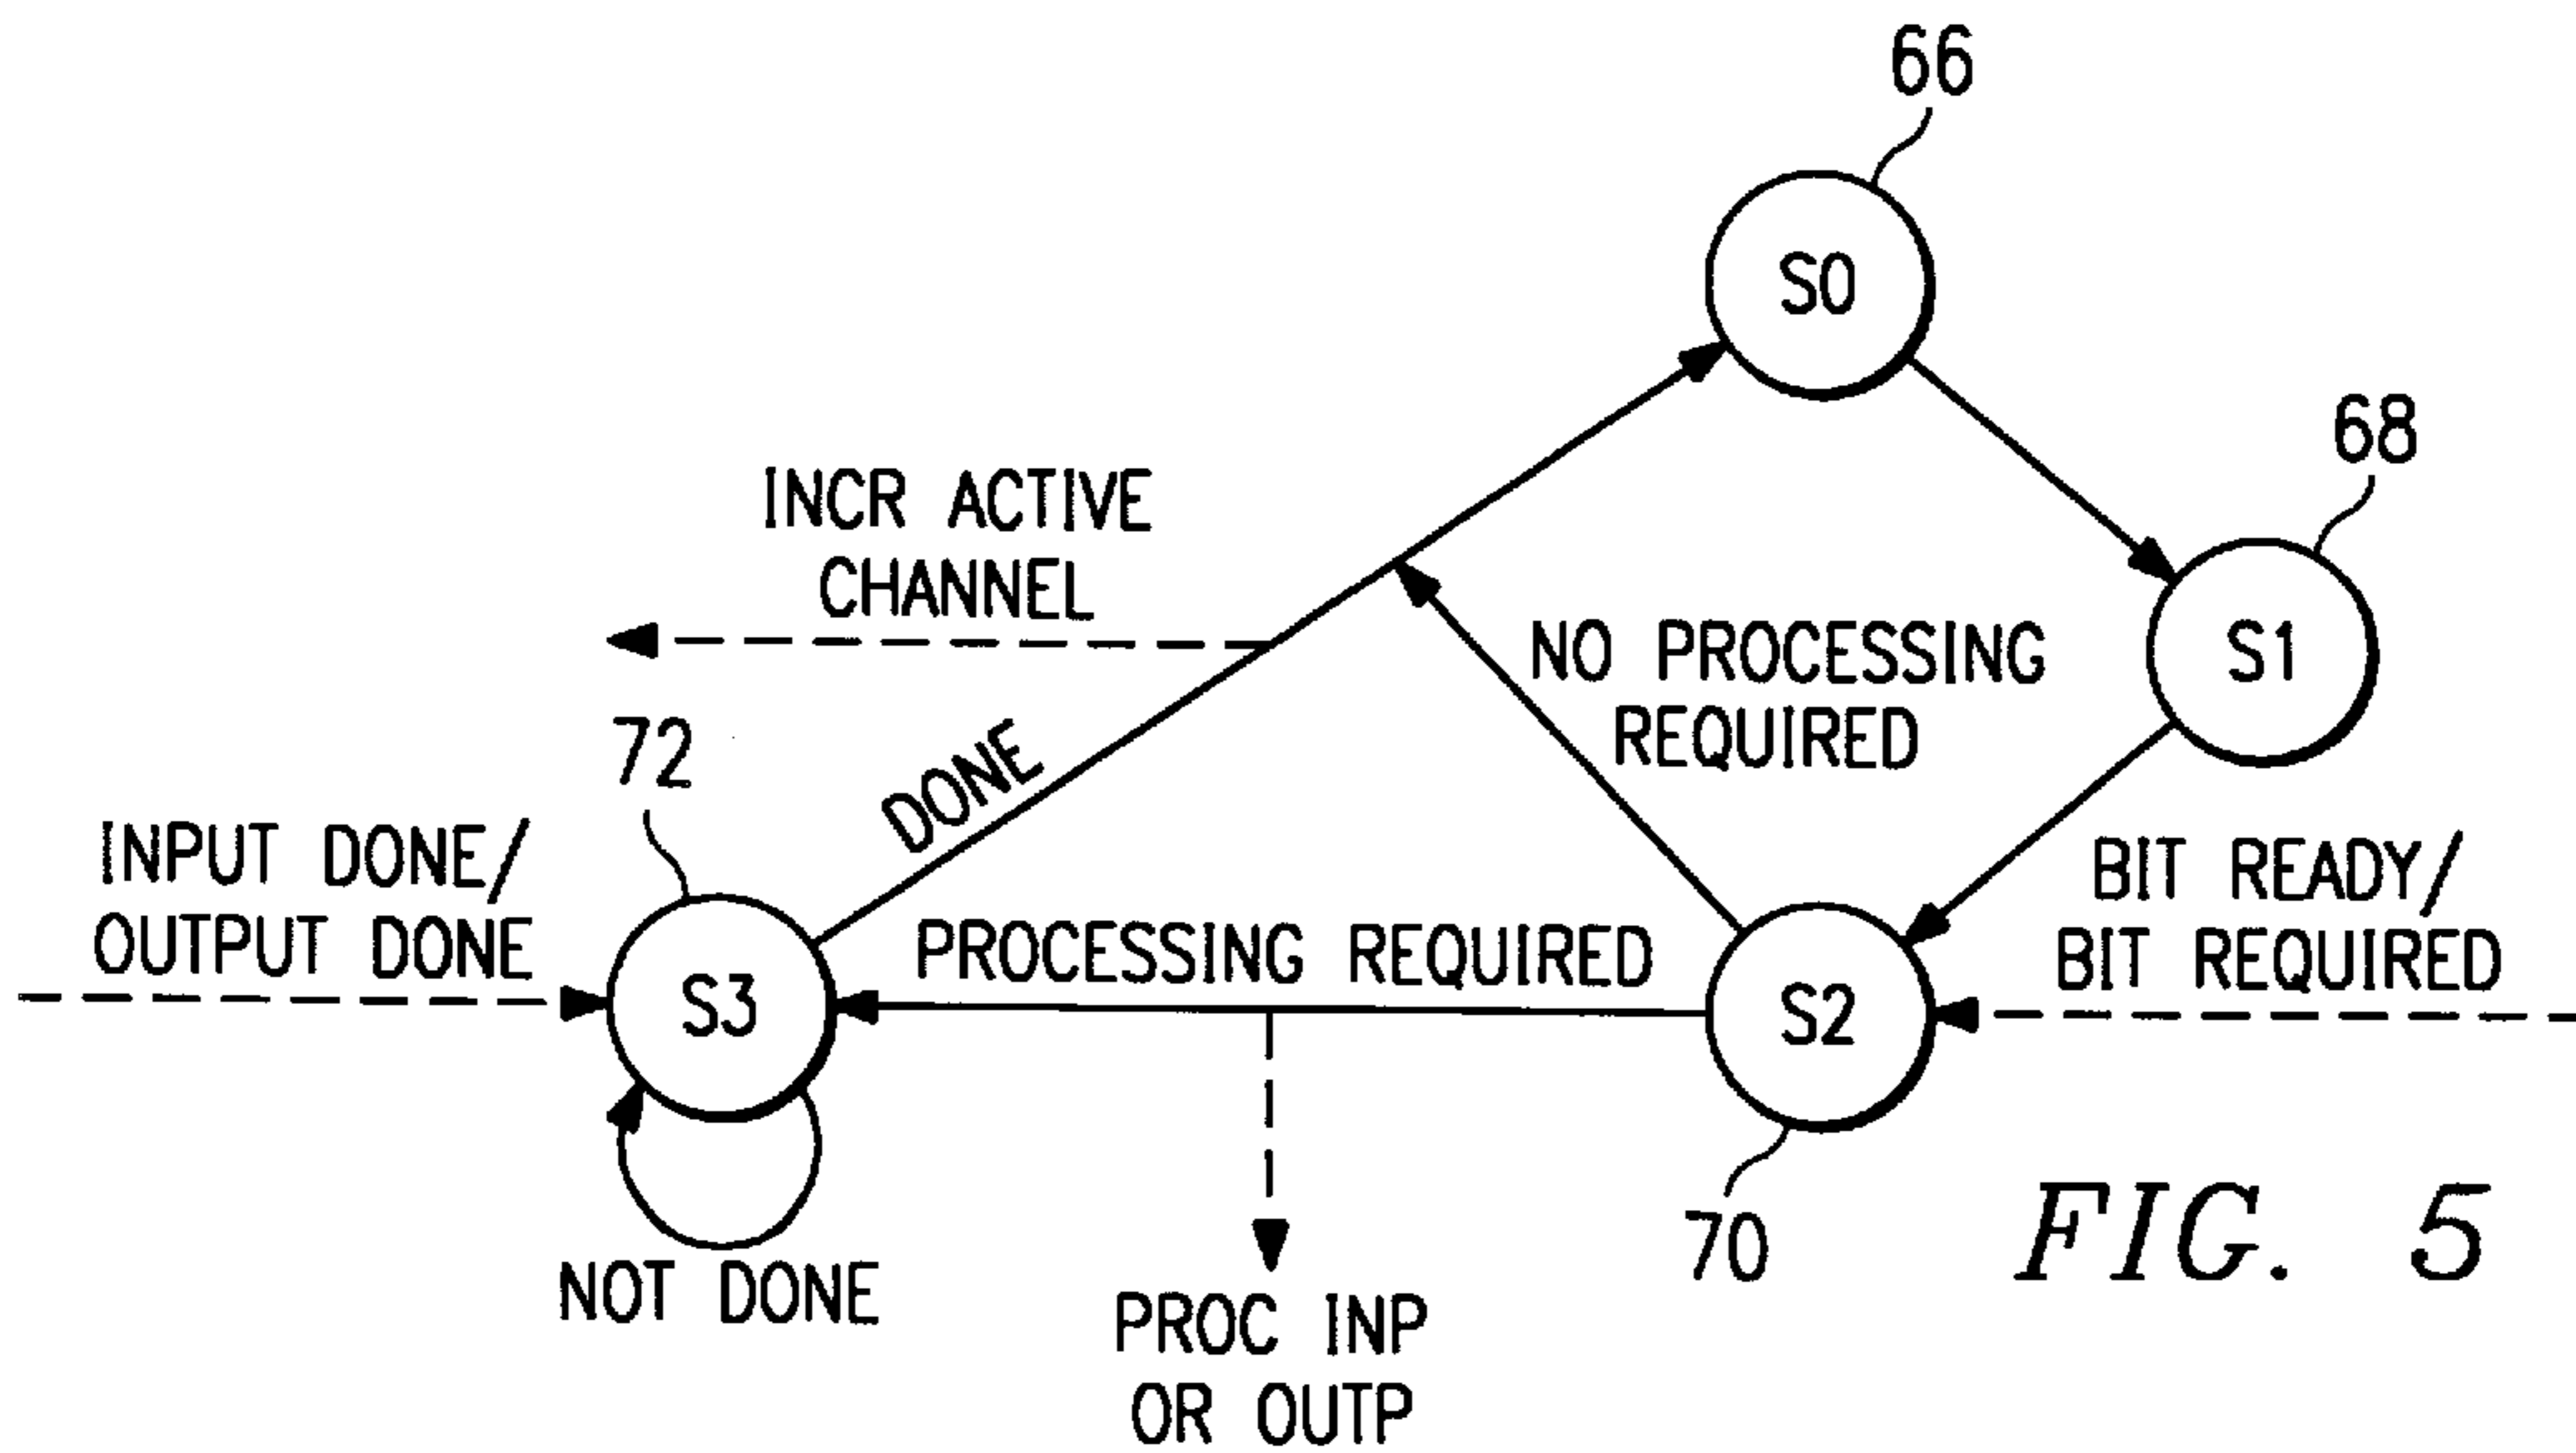 66
S0
68
INCR ACTIVE
CHANNEL
S1
NO PROCESSING
REQUIRED
72
DONE
INPUT DONE/
OUTPUT DONE
BIT READY/
BIT REQUIRED
PROCESSING REQUIRED
S3
S2
70
NOT DONE
PROC INP
OR OUTP
FIG. 5